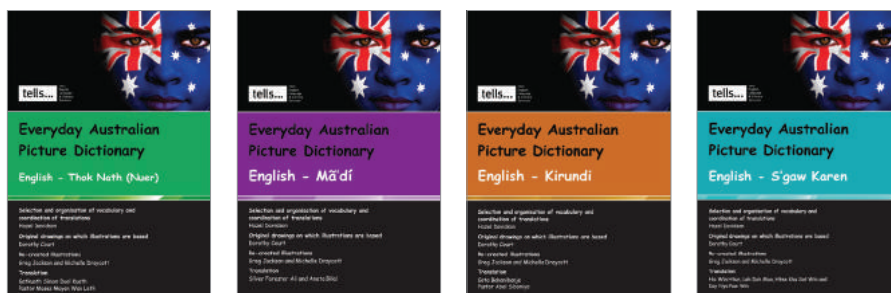 tells...
Everyday Australian
Picture Dictionary
English - Thok Nath (Nuer)
Selection and organisation of vocabulary and
coordination of translations
Hazel Davidson
Original drawings on which illustrations are based
Dorothy Court
Re-created illustrations
Greg Jackson and Michelle Draycott
Translation
tells...
Everyday Australian
Picture Dictionary
English - Mã'dí
Selection and organisation of vocabulary and
coordination of translations
Hazel Davidson
Original drawings on which illustrations are based
Dorothy Court
Re-created illustrations
Greg Jackson and Michelle Draycott
Translation
tells...
Everyday Australian
Picture Dictionary
English - Kirundi
Selection and organisation of vocabulary and
coordination of translations
Hazel Davidson
Original drawings on which illustrations are based
Dorothy Court
Re-created illustrations
Greg Jackson and Michelle Draycott
Translation
tells...
Everyday Australian
Picture Dictionary
English - S'gaw Karen
Selection and organisation of vocabulary and
coordination of translations
Hazel Davidson
Original drawings on which illustrations are based
Dorothy Court
Re-created illustrations
Greg Jackson and Michelle Draycott
Translation